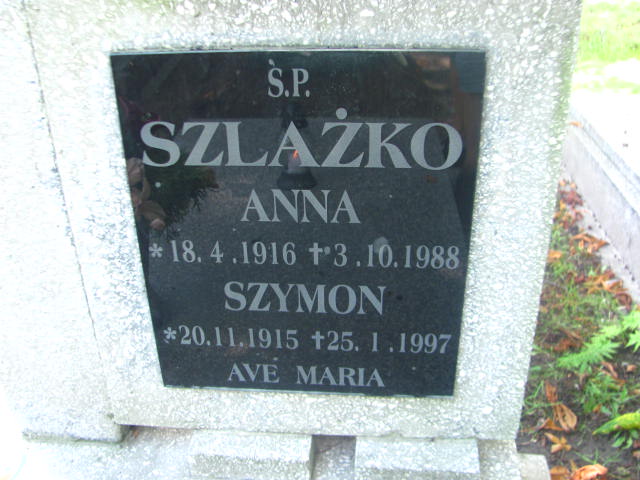 Ś.P.
SZLAŻKO
ANNA
*18.4.1916 †3.10.1988
SZYMON
*20.11.1915 †25.1.1997
AVE MARIA